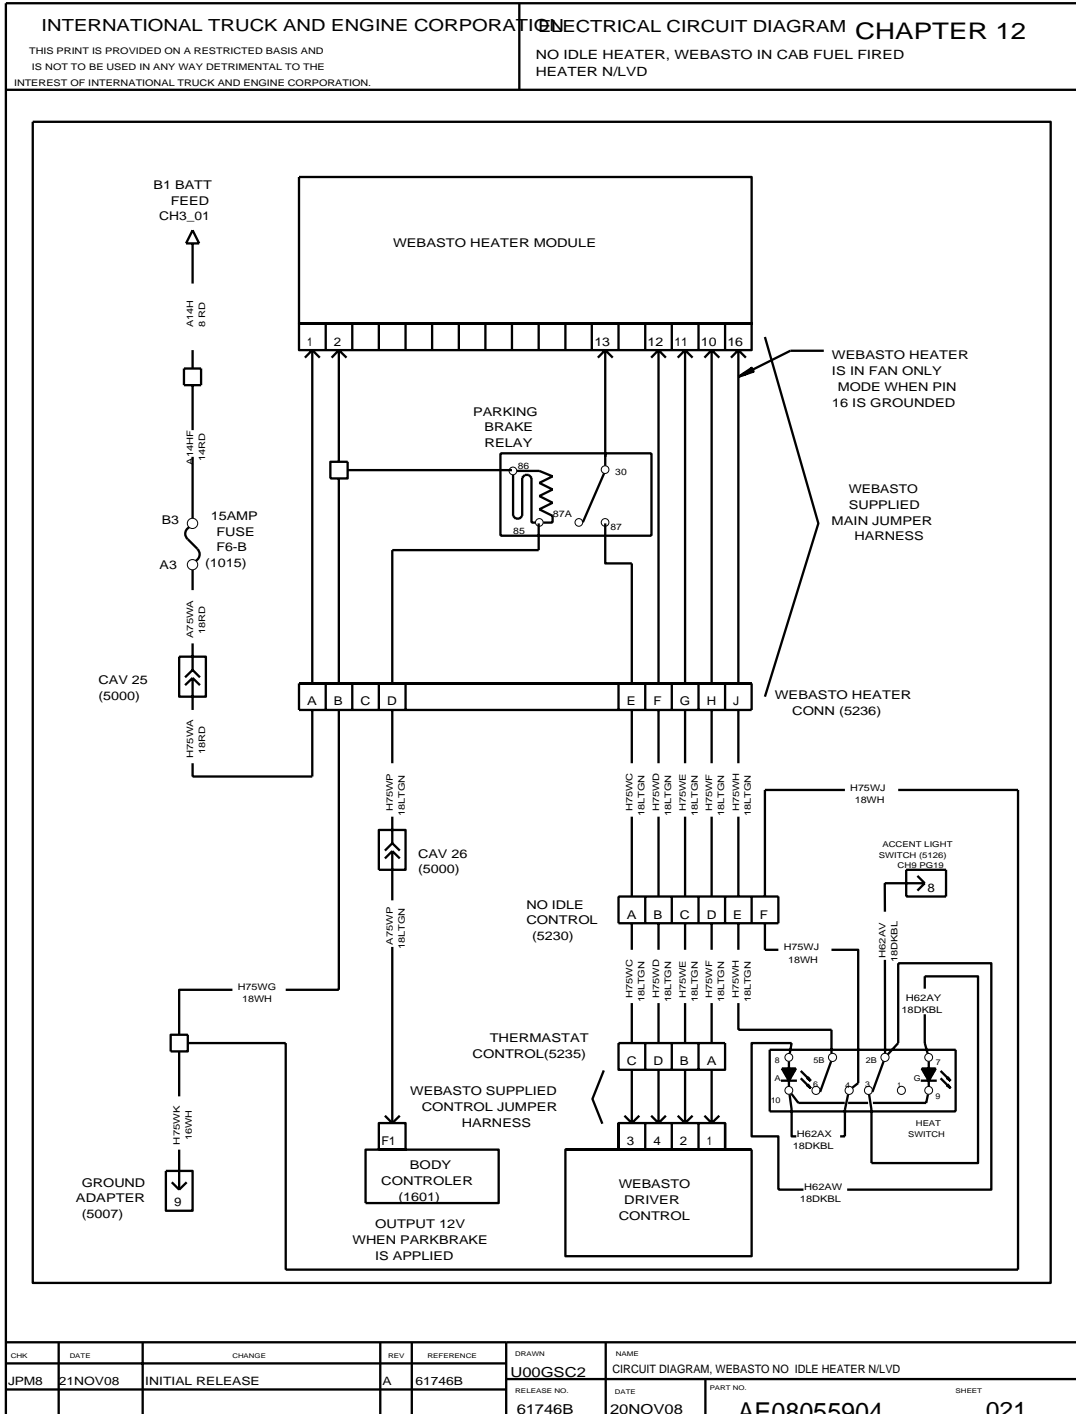 INTERNATIONAL TRUCK AND ENGINE CORPORATION
THIS PRINT IS PROVIDED ON A RESTRICTED BASIS AND
IS NOT TO BE USED IN ANY WAY DETRIMENTAL TO THE
INTEREST OF INTERNATIONAL TRUCK AND ENGINE CORPORATION.
ELECTRICAL CIRCUIT DIAGRAM CHAPTER 12
NO IDLE HEATER, WEBASTO IN CAB FUEL FIRED
HEATER N/LVD
B1 BATT
FEED
CH3_01
A14H
8 RD
A14HF
14RD
B3
A3
15AMP
FUSE
F6-B
(1015)
A75WA
18RD
CAV 25
(5000)
H75WA
18RD
WEBASTO HEATER MODULE
1 2 13 12 11 10 16
WEBASTO HEATER
IS IN FAN ONLY
MODE WHEN PIN
16 IS GROUNDED
PARKING
BRAKE
RELAY
86
30
87A
85
87
WEBASTO
SUPPLIED
MAIN JUMPER
HARNESS
A B C D E F G H J
WEBASTO HEATER
CONN (5236)
H75WP
18LTGN
H75WC
18LTGN
H75WD
18LTGN
H75WE
18LTGN
H75WF
18LTGN
H75WH
18LTGN
H75WJ
18WH
CAV 26
(5000)
A75WP
18LTGN
ACCENT LIGHT
SWITCH (5126)
CH9 PG19
8
NO IDLE
CONTROL
(5230)
A B C D E F
H75WC
18LTGN
H75WD
18LTGN
H75WE
18LTGN
H75WF
18LTGN
H75WH
18LTGN
H75WJ
18WH
H62AV
18DKBL
H62AY
18DKBL
H75WG
18WH
THERMASTAT
CONTROL(5235)
C D B A
8 5B 2B 7
A 6 4 3 1 G
10 9
HEAT
SWITCH
H62AX
18DKBL
H62AW
18DKBL
WEBASTO SUPPLIED
CONTROL JUMPER
HARNESS
3 4 2 1
WEBASTO
DRIVER
CONTROL
F1
BODY
CONTROLER
(1601)
OUTPUT 12V
WHEN PARKBRAKE
IS APPLIED
H75WK
16WH
GROUND
ADAPTER
(5007)
9
CHK DATE CHANGE REV REFERENCE
JPM8 21NOV08 INITIAL RELEASE A 61746B
DRAWN
U00GSC2
NAME
CIRCUIT DIAGRAM, WEBASTO NO IDLE HEATER N/LVD
RELEASE NO.
61746B
DATE
20NOV08
PART NO.
AE08055904
SHEET
021